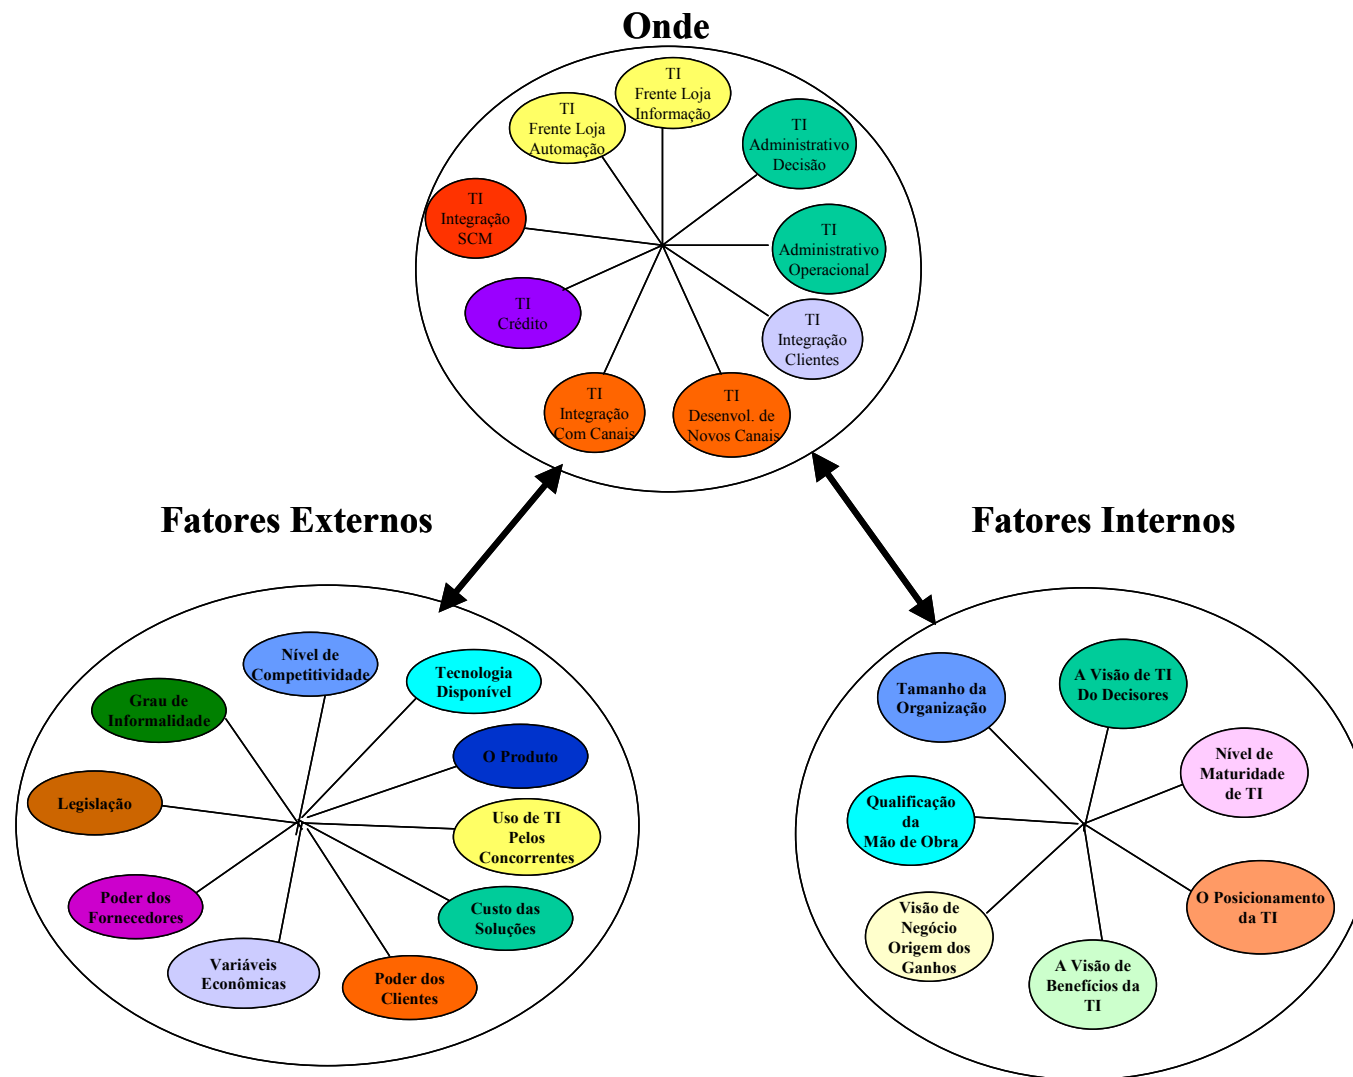 Onde
TI
Frente Loja
Informação
TI
Frente Loja
Automação
TI
Administrativo
Decisão
TI
Integração
SCM
TI
Administrativo
Operacional
TI
Crédito
TI
Integração
Clientes
TI
Integração
Com Canais
TI
Desenvol. de
Novos Canais
Fatores Externos
Nível de
Competitividade
Tecnologia
Disponível
Grau de
Informalidade
O Produto
Legislação
Uso de TI
Pelos
Concorrentes
Poder dos
Fornecedores
Custo das
Soluções
Variáveis
Econômicas
Poder dos
Clientes
Fatores Internos
Tamanho da
Organização
A Visão de TI
Do Decisores
Nível de
Maturidade
de TI
Qualificação
da
Mão de Obra
O Posicionamento
da TI
Visão de
Negócio
Origem dos
Ganhos
A Visão de
Benefícios da
TI